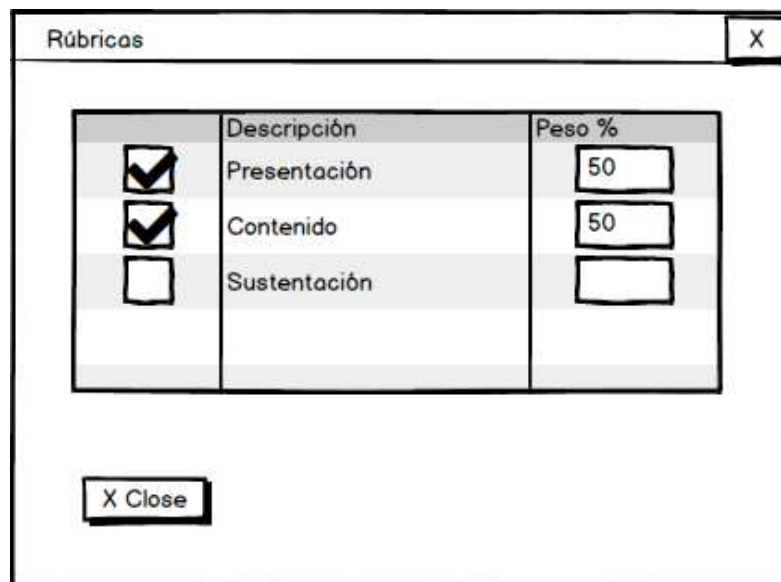 Rúbricas X
Descripción Peso %
Presentación 50
Contenido 50
Sustentación
X Close